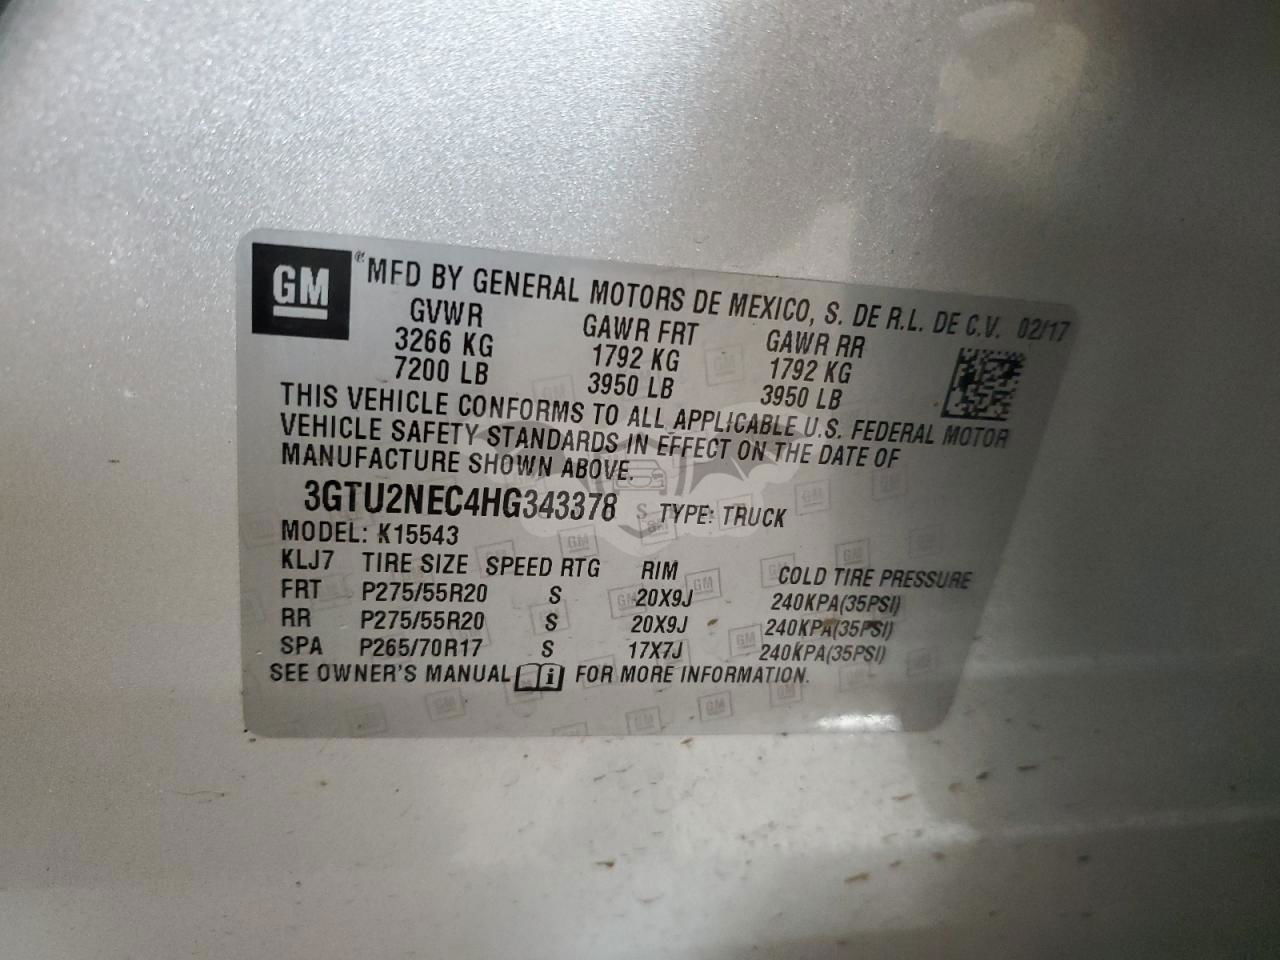 GM ® MFD BY GENERAL MOTORS DE MEXICO, S. DE R.L. DE C.V. 02/17
GVWR GAWR FRT GAWR RR
3266 KG 1792 KG 1792 KG
7200 LB 3950 LB 3950 LB
THIS VEHICLE CONFORMS TO ALL APPLICABLE U.S. FEDERAL MOTOR
VEHICLE SAFETY STANDARDS IN EFFECT ON THE DATE OF
MANUFACTURE SHOWN ABOVE.
3GTU2NEC4HG343378 S TYPE: TRUCK
MODEL: K15543
KLJ7 TIRE SIZE SPEED RTG RIM COLD TIRE PRESSURE
FRT P275/55R20 S 20X9J 240KPA(35PSI)
RR P275/55R20 S 20X9J 240KPA(35PSI)
SPA P265/70R17 S 17X7J 240KPA(35PSI)
SEE OWNER'S MANUAL i FOR MORE INFORMATION.